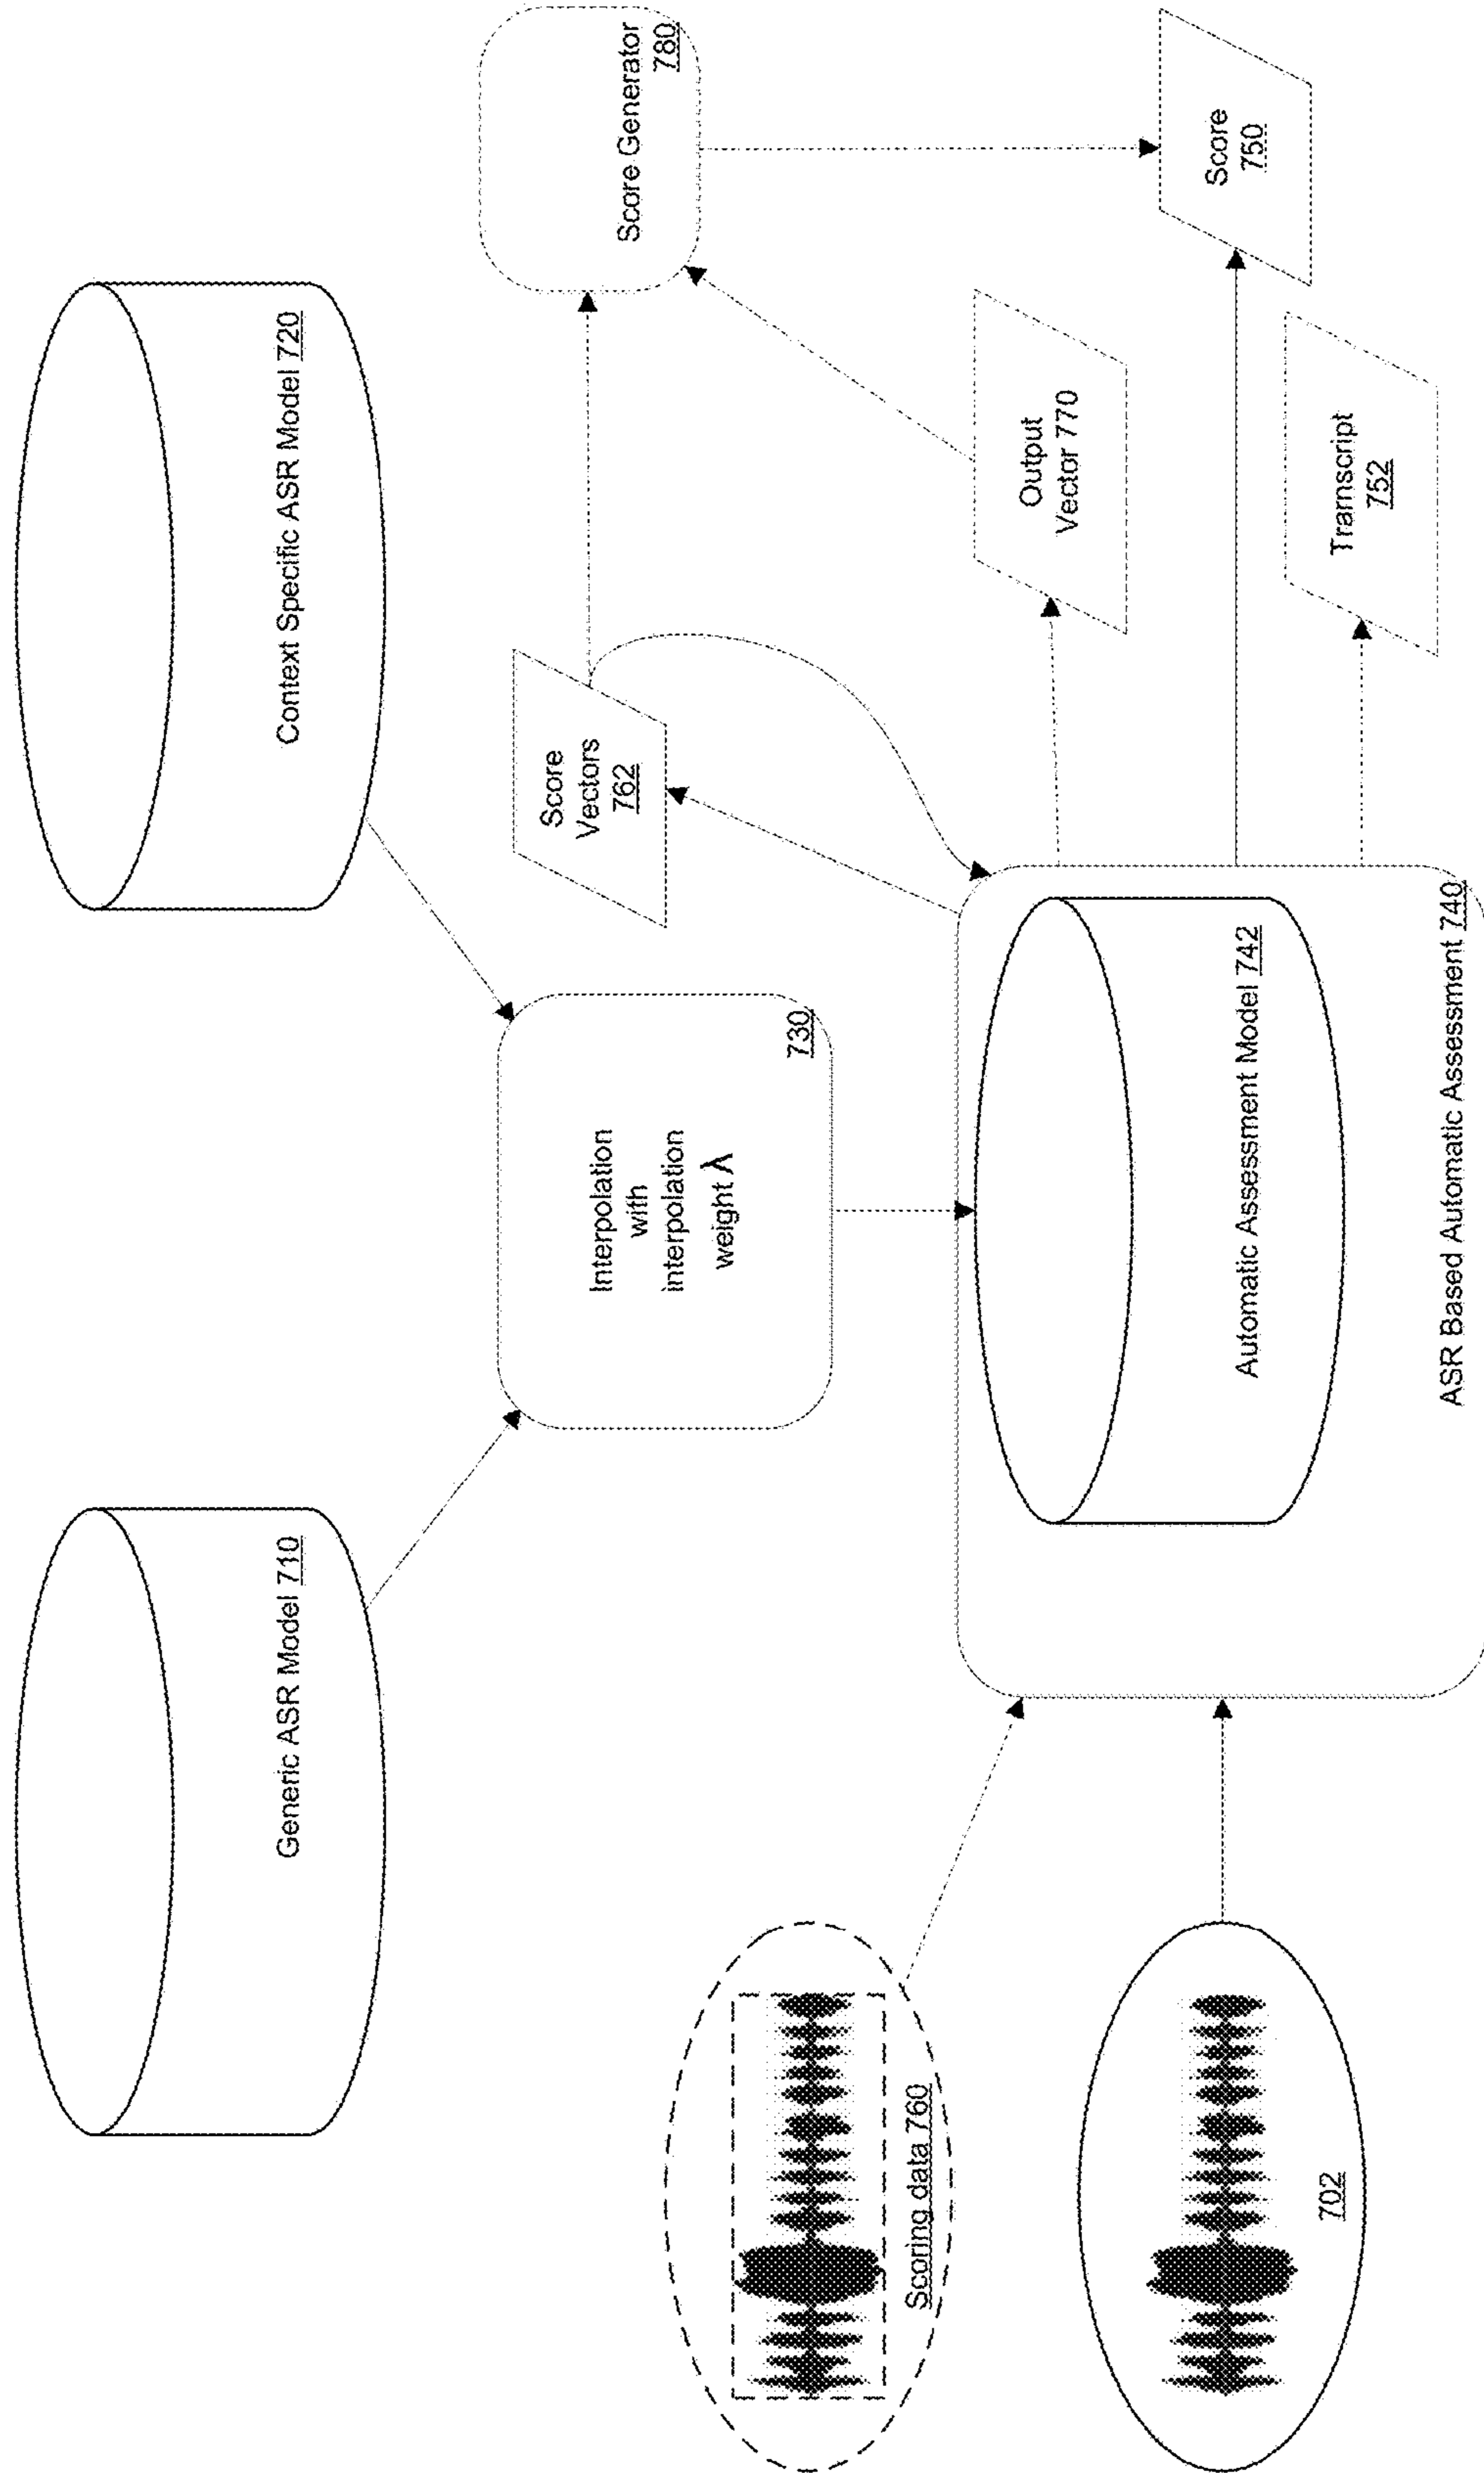 Generic ASR Model 710
Context Specific ASR Model 720
Interpolation
with
interpolation
weight λ
730
Score
Vectors
762
Score Generator
780
Scoring data 760
702
Automatic Assessment Model 742
ASR Based Automatic Assessment 740
Output
Vector 770
Score
750
Transcript
752